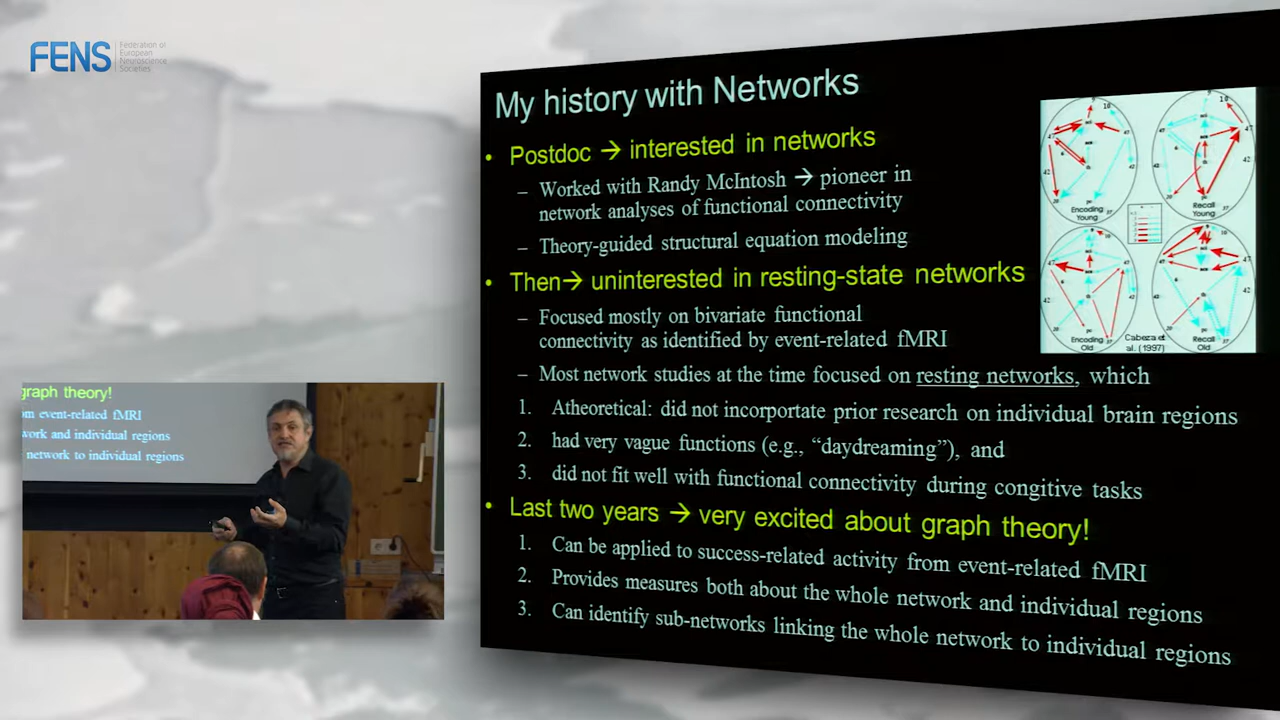 FENS
Federation of
European
Neuroscience
Societies
My history with Networks
• Postdoc → interested in networks
– Worked with Randy McIntosh → pioneer in
network analyses of functional connectivity
– Theory-guided structural equation modeling
• Then→ uninterested in resting-state networks
– Focused mostly on bivariate functional
connectivity as identified by event-related fMRI
– Most network studies at the time focused on resting networks, which
1. Atheoretical: did not incorportate prior research on individual brain regions
2. had very vague functions (e.g., “daydreaming”), and
3. did not fit well with functional connectivity during congitive tasks
• Last two years → very excited about graph theory!
1. Can be applied to success-related activity from event-related fMRI
2. Provides measures both about the whole network and individual regions
3. Can identify sub-networks linking the whole network to individual regions
Encoding
Young
Recall
Young
Encoding
Old
Recall
Old
Cabeza et
al. (1997)
graph theory!
om event-related fMRI
work and individual regions
network to individual regions